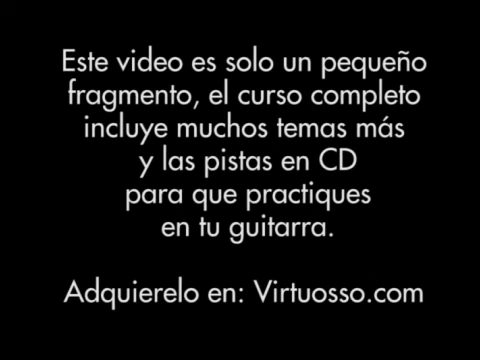 Este video es solo un pequeño
fragmento, el curso completo
incluye muchos temas más
y las pistas en CD
para que practiques
en tu guitarra.
Adquierelo en: Virtuosso.com